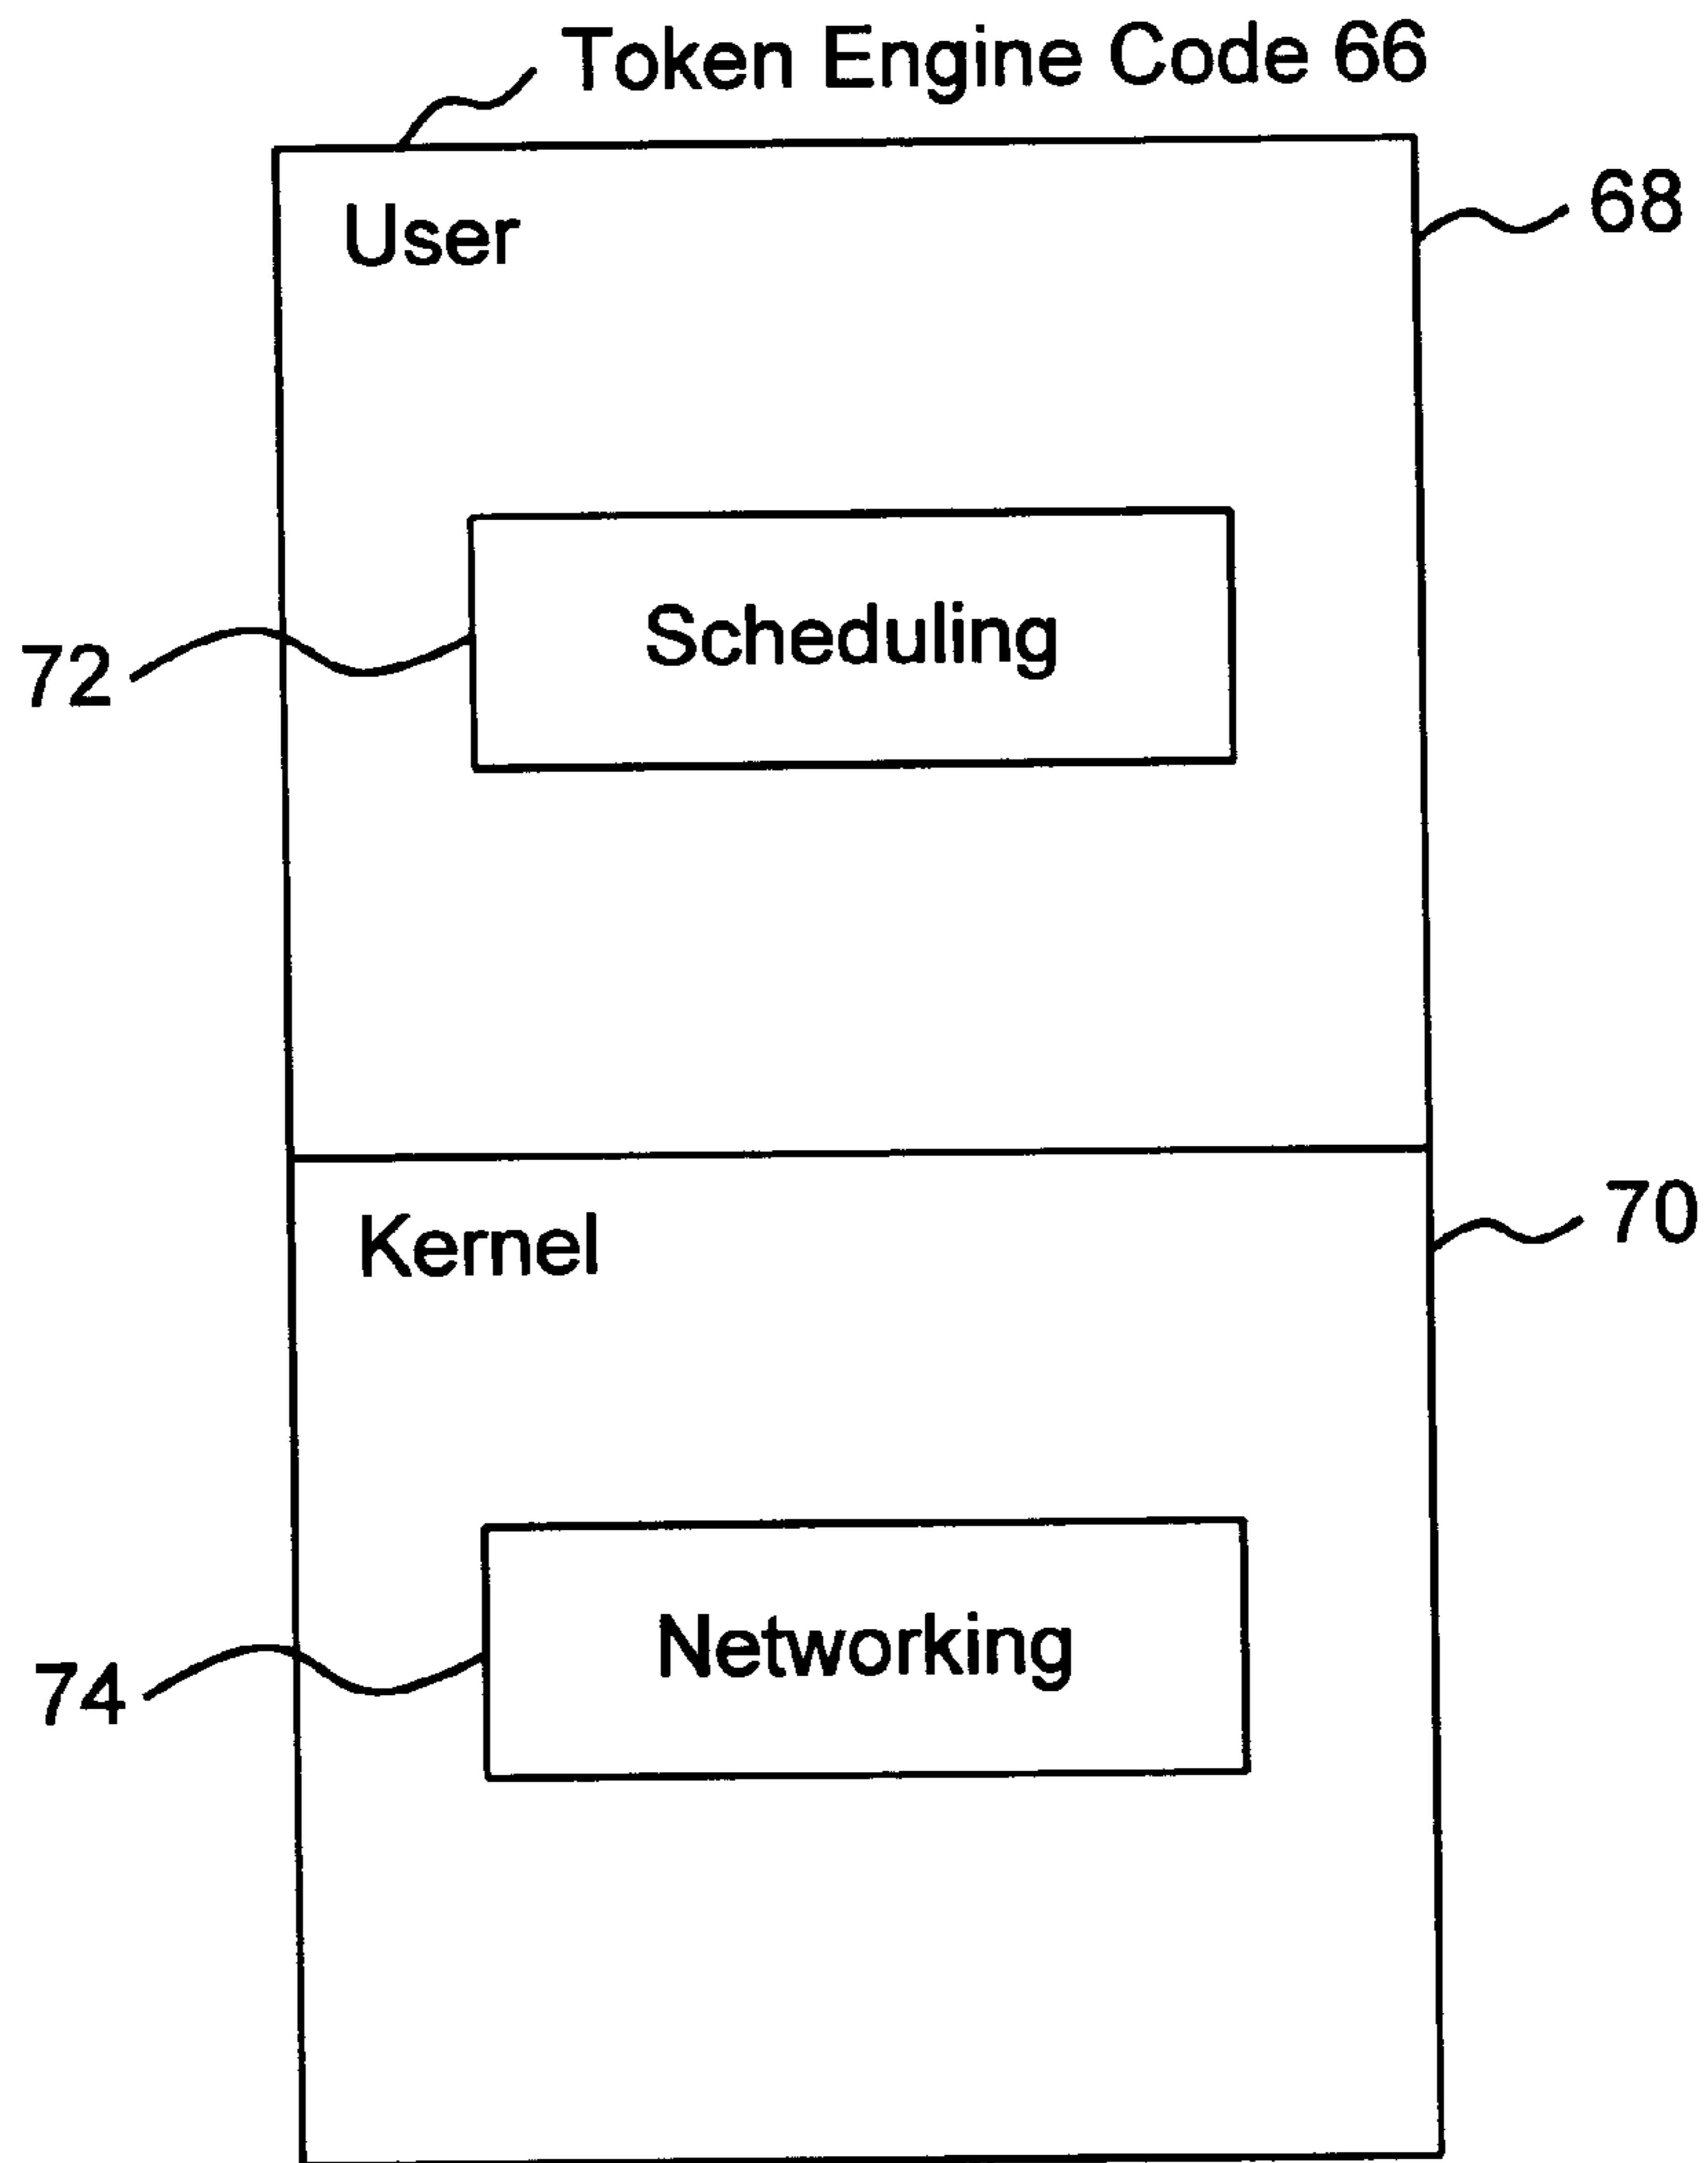 Token Engine Code 66
User
68
Scheduling
72
Kernel
70
Networking
74